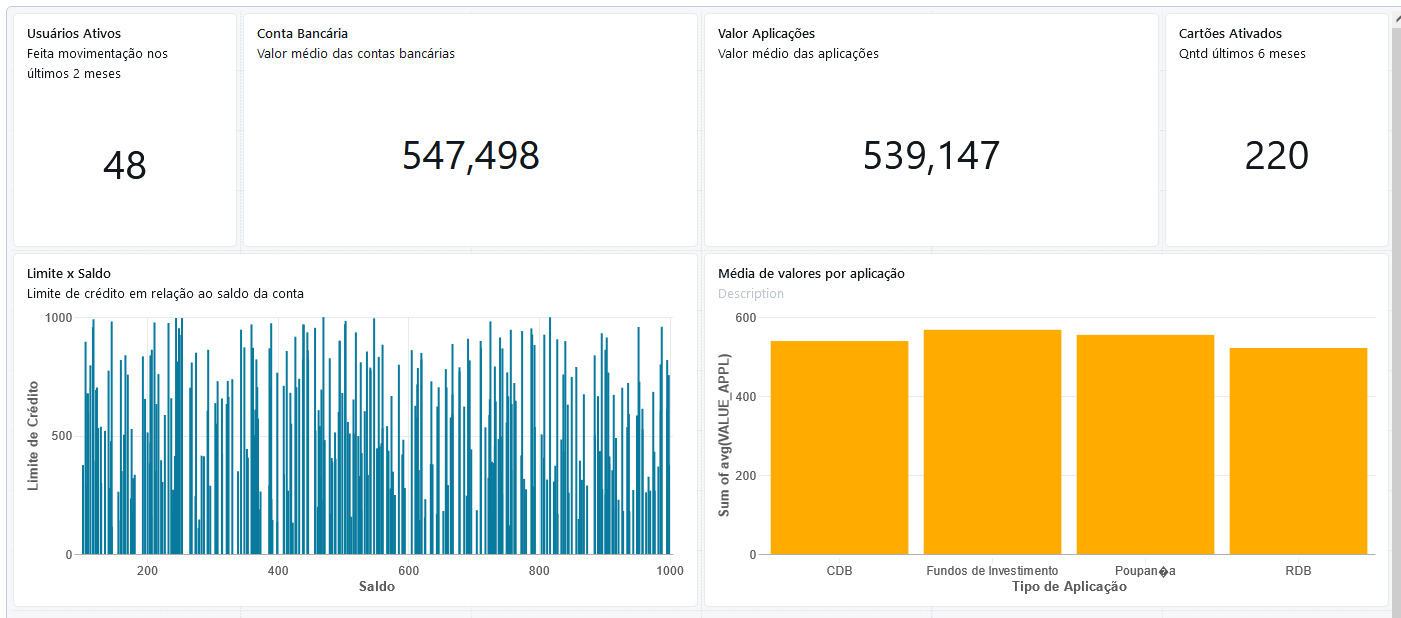 Usuários Ativos
Feita movimentação nos
últimos 2 meses
48
Conta Bancária
Valor médio das contas bancárias
547,498
Valor Aplicações
Valor médio das aplicações
539,147
Cartões Ativados
Qntd últimos 6 meses
220
Limite x Saldo
Limite de crédito em relação ao saldo da conta
Limite de Crédito
1000
500
0
200 400 600 800 1000
Saldo
Média de valores por aplicação
Description
Sum of avg(VALUE_APPL)
600
400
200
0
CDB Fundos de Investimento Poupan�a RDB
Tipo de Aplicação